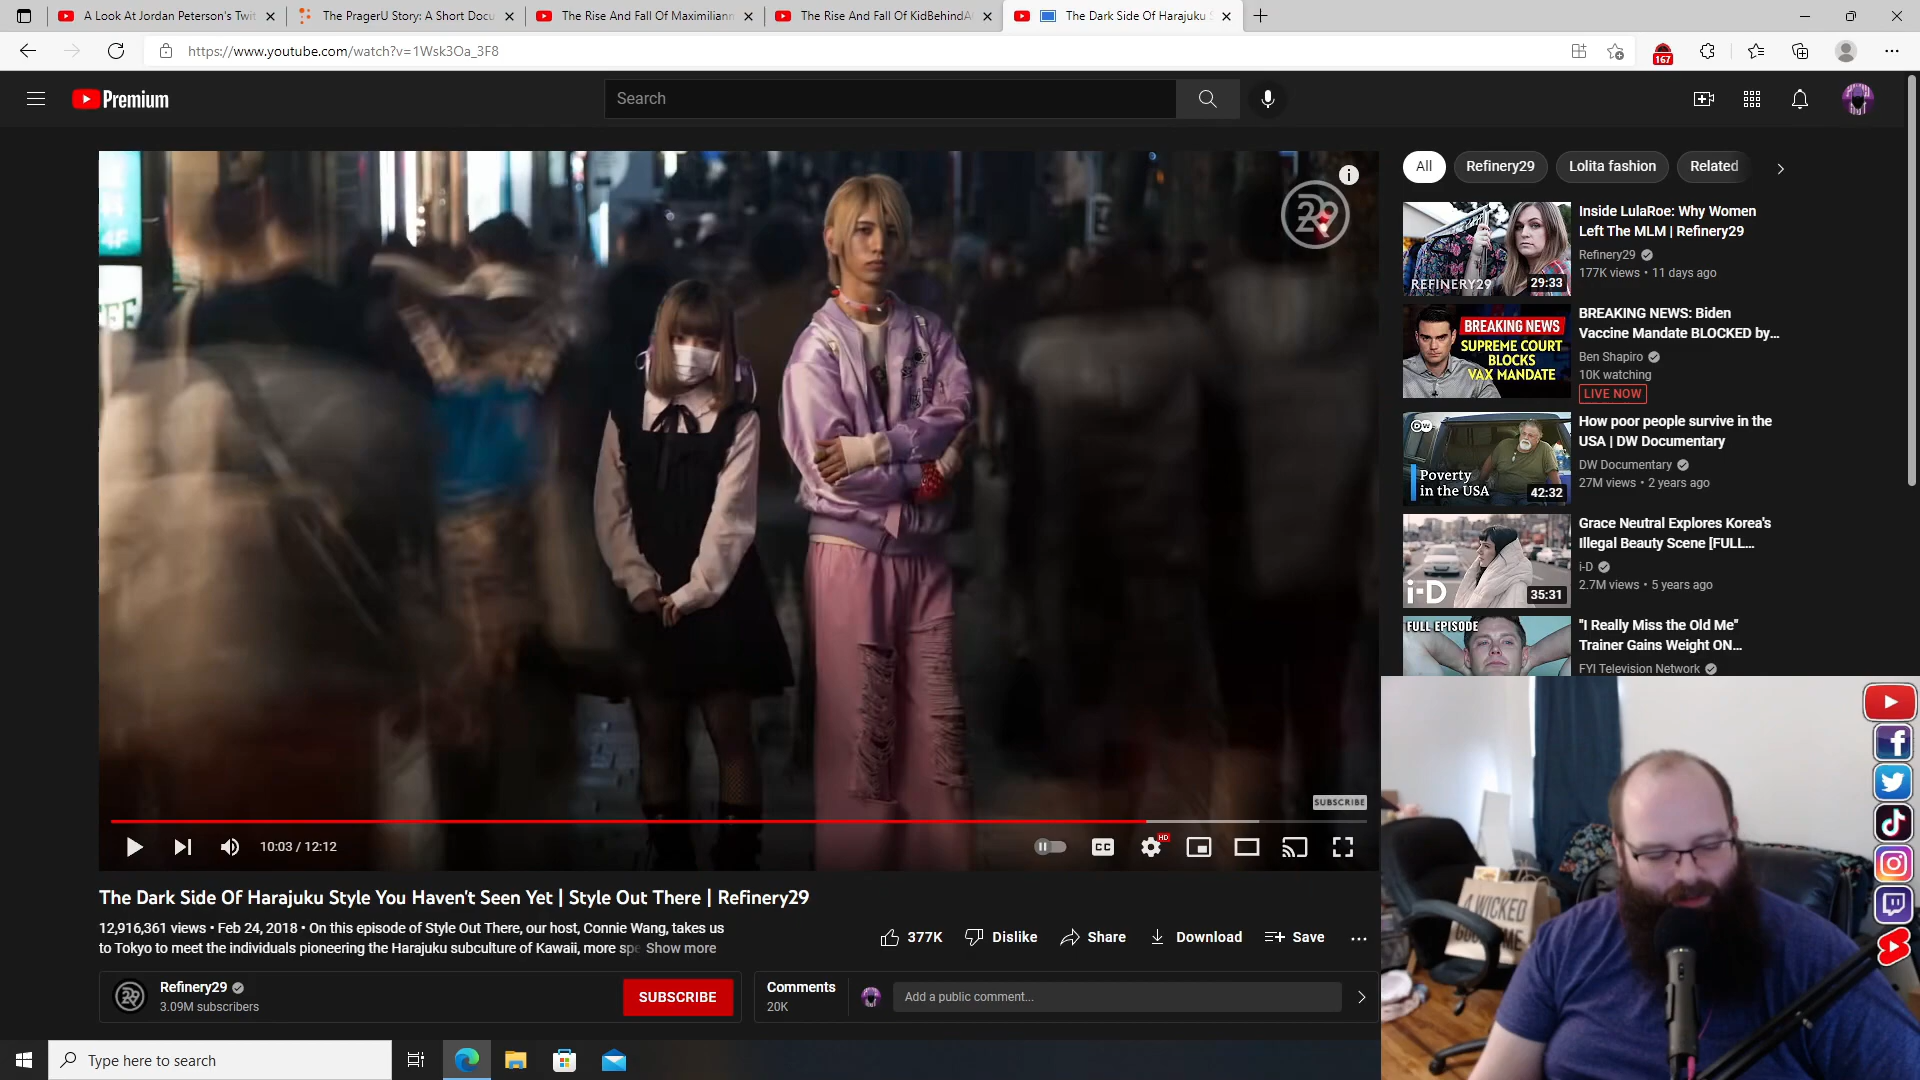 A Look At Jordan Peterson's Twit
The PragerU Story: A Short Docu
The Rise And Fall Of Maximilianm
The Rise And Fall Of KidBehindA
The Dark Side Of Harajuku S
https://www.youtube.com/watch?v=1Wsk3Oa_3F8
167
Premium
Search
All
Refinery29
Lolita fashion
Related
29
4F
Inside LulaRoe: Why Women
Left The MLM | Refinery29
Refinery29
177K views • 11 days ago
REFINERY29
29:33
BREAKING NEWS: Biden
Vaccine Mandate BLOCKED by...
Ben Shapiro
10K watching
LIVE NOW
BREAKING NEWS
SUPREME COURT
BLOCKS
VAX MANDATE
How poor people survive in the
USA | DW Documentary
DW Documentary
27M views • 2 years ago
DW
Poverty
in the USA
42:32
Grace Neutral Explores Korea's
Illegal Beauty Scene [FULL...
i-D
2.7M views • 5 years ago
i-D
35:31
"I Really Miss the Old Me"
Trainer Gains Weight ON...
FYI Television Network
FULL EPISODE
SUBSCRIBE
10:03 / 12:12
CC
HD
The Dark Side Of Harajuku Style You Haven't Seen Yet | Style Out There | Refinery29
12,916,361 views • Feb 24, 2018 • On this episode of Style Out There, our host, Connie Wang, takes us
to Tokyo to meet the individuals pioneering the Harajuku subculture of Kawaii, more spe Show more
377K
Dislike
Share
Download
Save
29
Refinery29
3.09M subscribers
SUBSCRIBE
Comments
20K
Add a public comment...
A WICKED
Type here to search